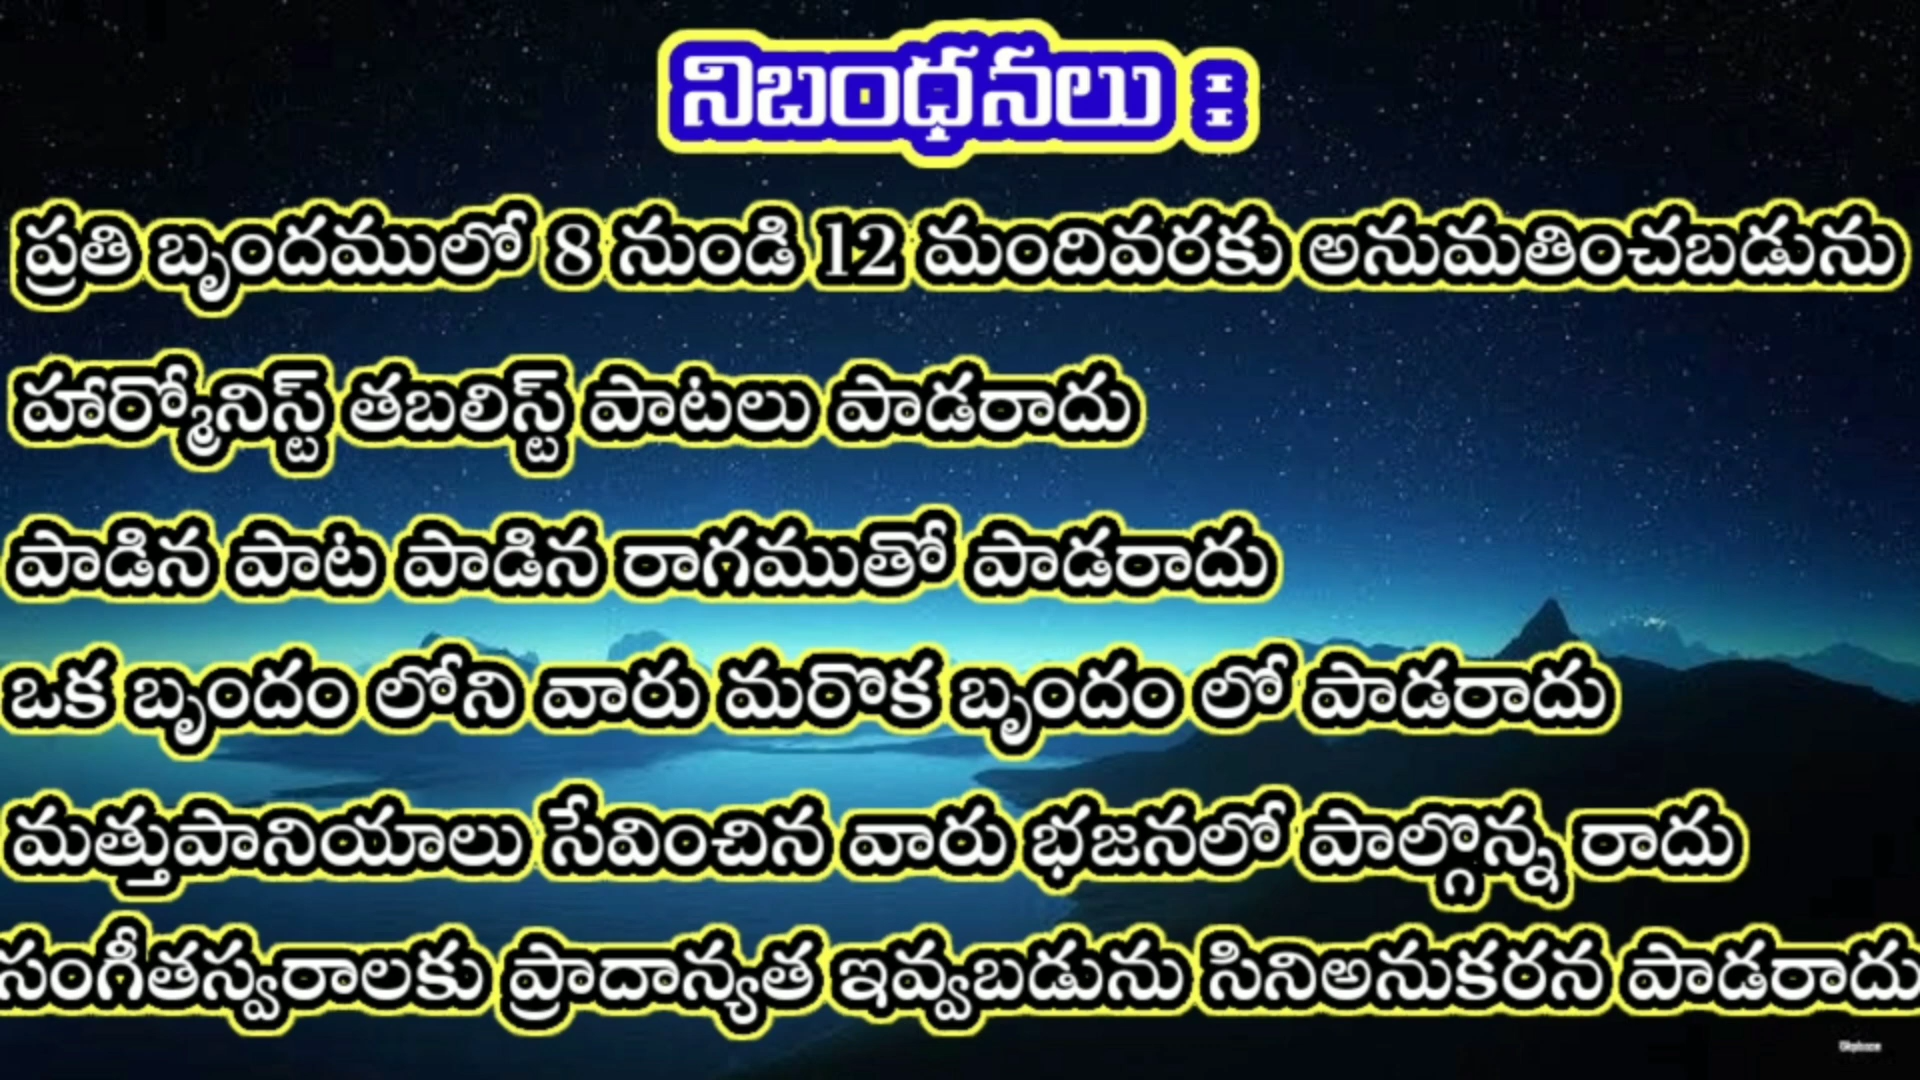 నిబంధనలు :
ప్రతి బృందములో 8 నుండి 12 మందివరకు అనుమతించబడును
హార్మోనిస్ట్ తబలిస్ట్ పాటలు పాడరాదు
పాడిన పాట పాడిన రాగముతో పాడరాదు
ఒక బృందం లోని వారు మరొక బృందం లో పాడరాదు
మత్తుపానియాలు సేవించిన వారు భజనలో పాల్గొన్న రాదు
సంగీతస్వరాలకు ప్రాదాన్యత ఇవ్వబడును సినిఅనుకరన పాడరాదు